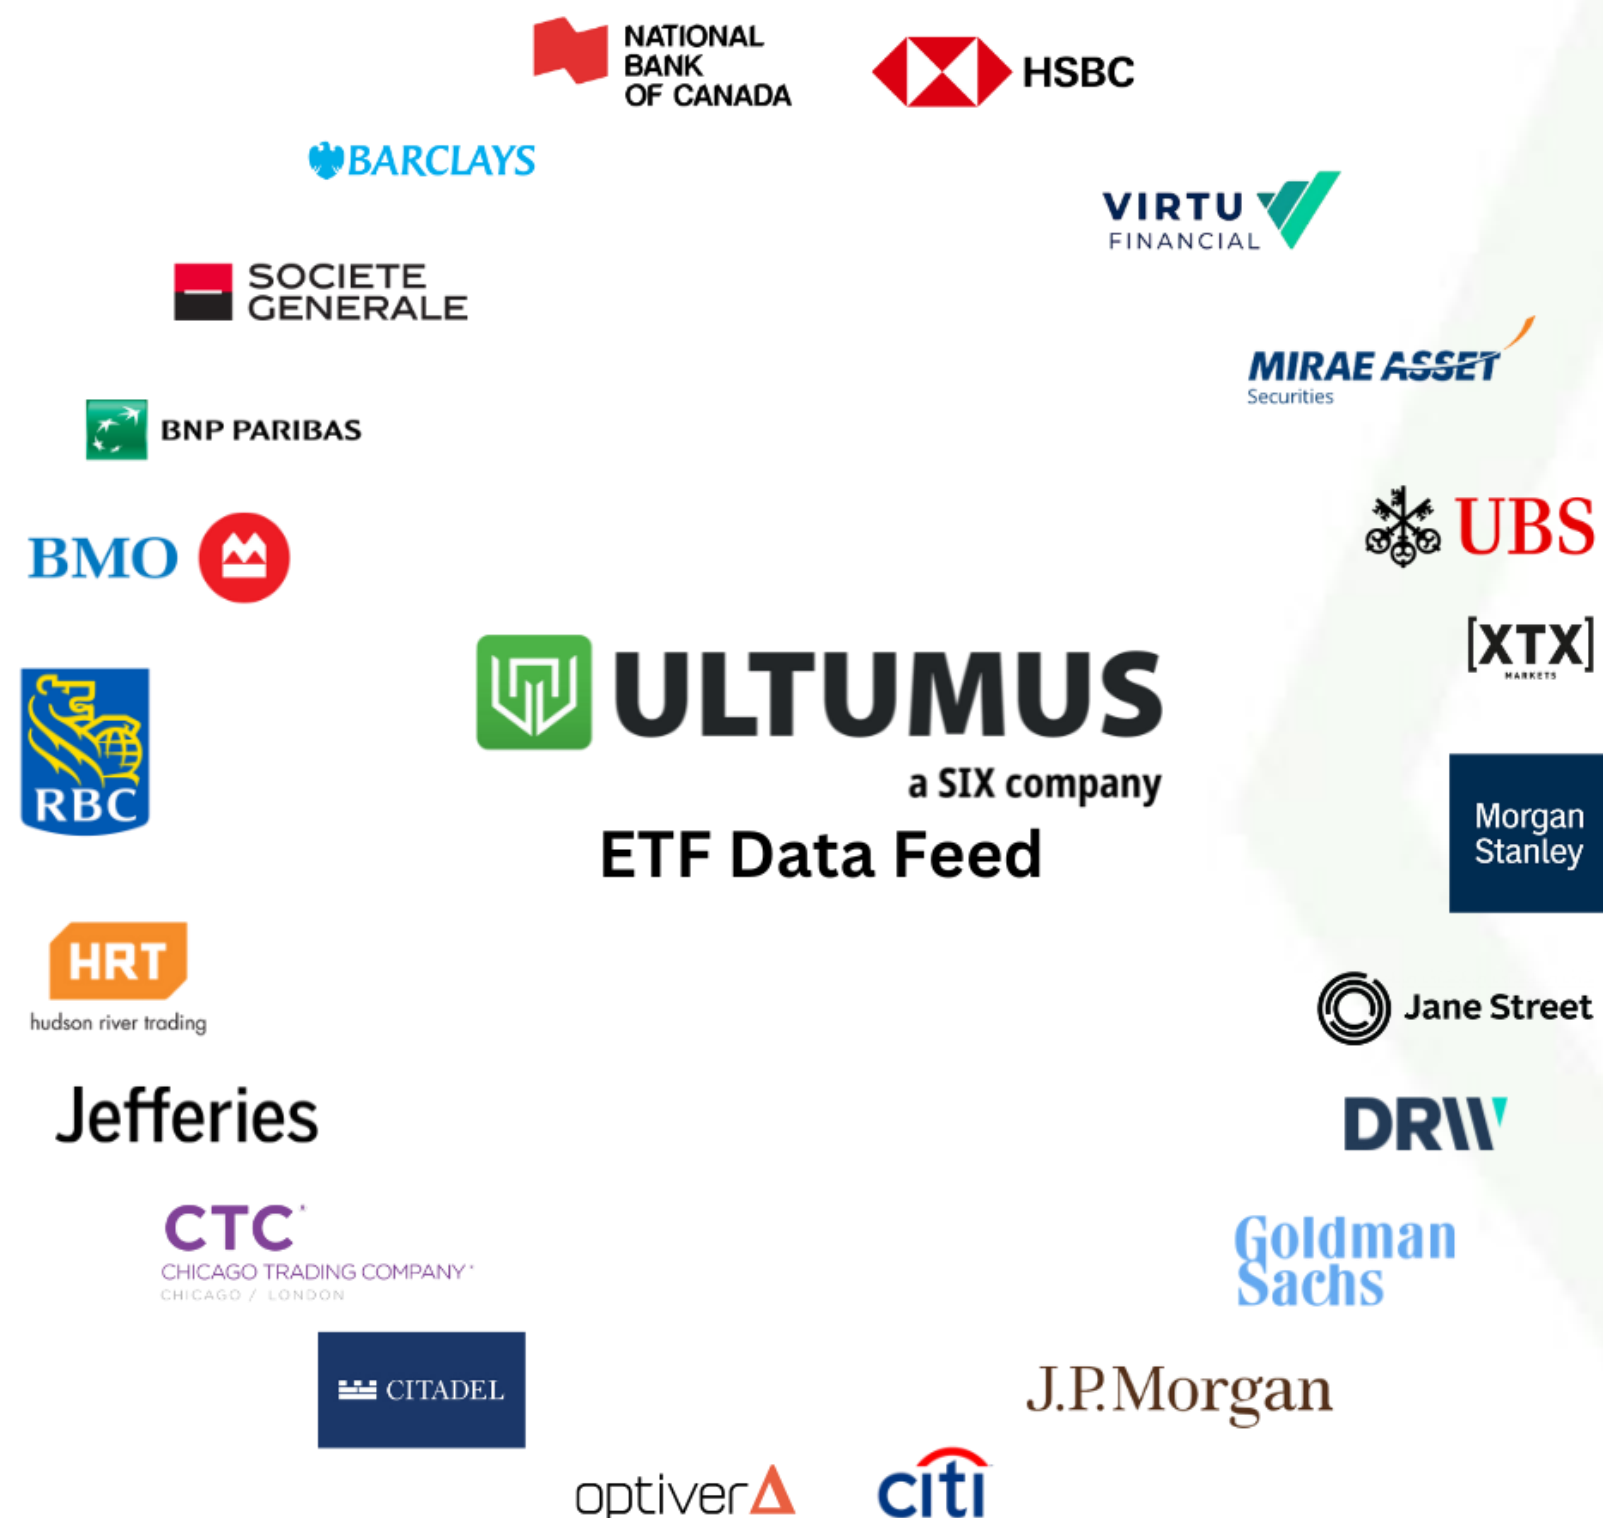 NATIONAL
BANK
OF CANADA
HSBC
BARCLAYS
VIRTU
FINANCIAL
SOCIETE
GENERALE
MIRAE ASSET
Securities
BNP PARIBAS
UBS
BMO
[XTX]
MARKETS
ULTUMUS
a SIX company
ETF Data Feed
RBC
Morgan
Stanley
HRT
hudson river trading
Jane Street
Jefferies
DRW
CTC
CHICAGO TRADING COMPANY
CHICAGO / LONDON
Goldman
Sachs
CITADEL
J.P.Morgan
optiver
citi